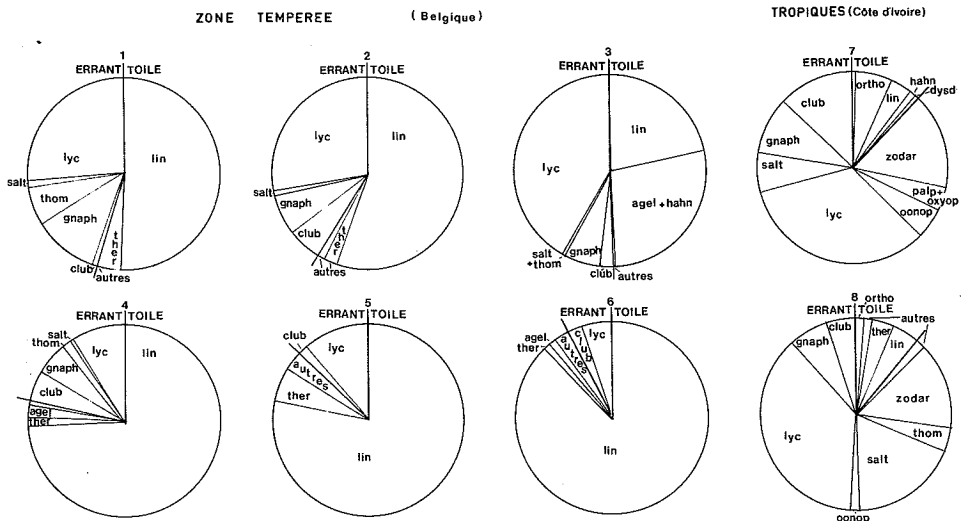 ZONE TEMPEREE (Belgique)
TROPIQUES (Côte d'Ivoire)
1
ERRANT TOILE
lyc
lin
salt
thom
gnaph
club
ther
autres
2
ERRANT TOILE
lyc
lin
salt
gnaph
club
ther
autres
3
ERRANT TOILE
lin
lyc
agel + hahn
salt
+thom
gnaph
club
autres
7
ERRANT TOILE
ortho
lin
hahn
dysd
club
gnaph
salt
zodar
palp+
oxyop
oonop
lyc
4
ERRANT TOILE
salt
thom
lyc
lin
gnaph
club
agel
ther
5
ERRANT TOILE
club
lyc
autres
ther
lin
6
ERRANT TOILE
agel
ther
autres
club
lyc
lin
8
ERRANT TOILE
ortho
autres
club
ther
lin
gnaph
zodar
lyc
thom
salt
oonop